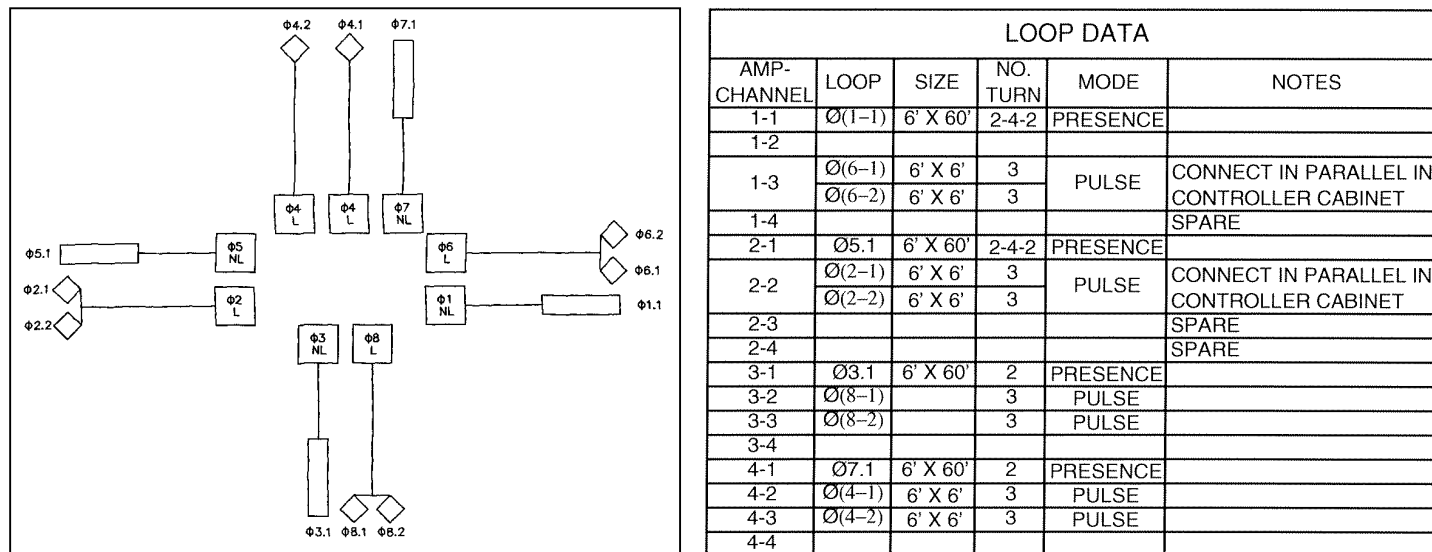 Φ4.2 Φ4.1 Φ7.1
Φ4 L
Φ4 L
Φ7 NL
Φ5.1
Φ5 NL
Φ6 L
Φ6.2
Φ6.1
Φ2.1
Φ2.2
Φ2 L
Φ1 NL
Φ1.1
Φ3 NL
Φ8 L
Φ3.1 Φ8.1 Φ8.2
LOOP DATA
AMP-CHANNEL LOOP SIZE NO. TURN MODE NOTES
1-1 Ø(1–1) 6' X 60' 2-4-2 PRESENCE
1-2
1-3 Ø(6–1) 6' X 6' 3 PULSE CONNECT IN PARALLEL IN
Ø(6–2) 6' X 6' 3 CONTROLLER CABINET
1-4 SPARE
2-1 Ø5.1 6' X 60' 2-4-2 PRESENCE
2-2 Ø(2–1) 6' X 6' 3 PULSE CONNECT IN PARALLEL IN
Ø(2–2) 6' X 6' 3 CONTROLLER CABINET
2-3 SPARE
2-4 SPARE
3-1 Ø3.1 6' X 60' 2 PRESENCE
3-2 Ø(8–1) 3 PULSE
3-3 Ø(8–2) 3 PULSE
3-4
4-1 Ø7.1 6' X 60' 2 PRESENCE
4-2 Ø(4–1) 6' X 6' 3 PULSE
4-3 Ø(4–2) 6' X 6' 3 PULSE
4-4